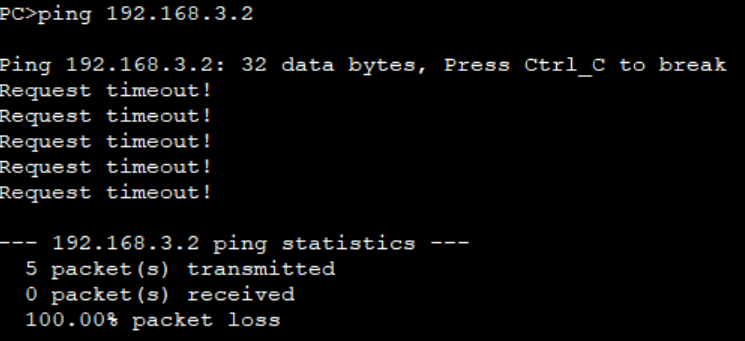 PC>ping 192.168.3.2
Ping 192.168.3.2: 32 data bytes, Press Ctrl_C to break
Request timeout!
Request timeout!
Request timeout!
Request timeout!
Request timeout!
--- 192.168.3.2 ping statistics ---
5 packet(s) transmitted
0 packet(s) received
100.00% packet loss